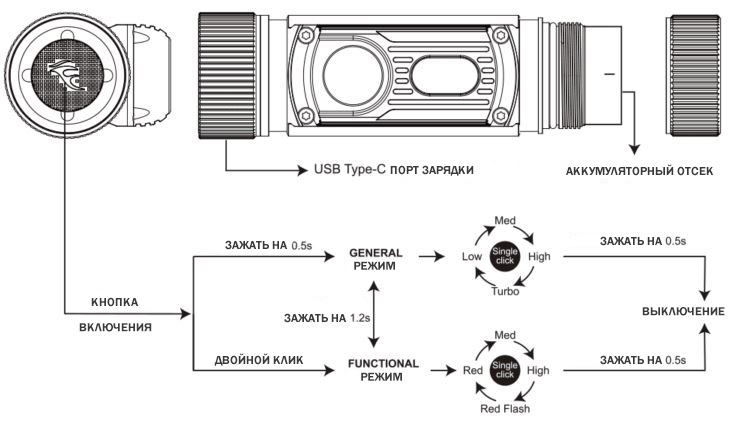 USB Type-C ПОРТ ЗАРЯДКИ
АККУМУЛЯТОРНЫЙ ОТСЕК
Med
ЗАЖАТЬ НА 0.5s
GENERAL
РЕЖИМ
Low
Single
click
High
ЗАЖАТЬ НА 0.5s
Turbo
КНОПКА
ВКЛЮЧЕНИЯ
ЗАЖАТЬ НА 1.2s
ВЫКЛЮЧЕНИЕ
Med
ДВОЙНОЙ КЛИК
FUNCTIONAL
РЕЖИМ
Red
Single
click
High
ЗАЖАТЬ НА 0.5s
Red Flash